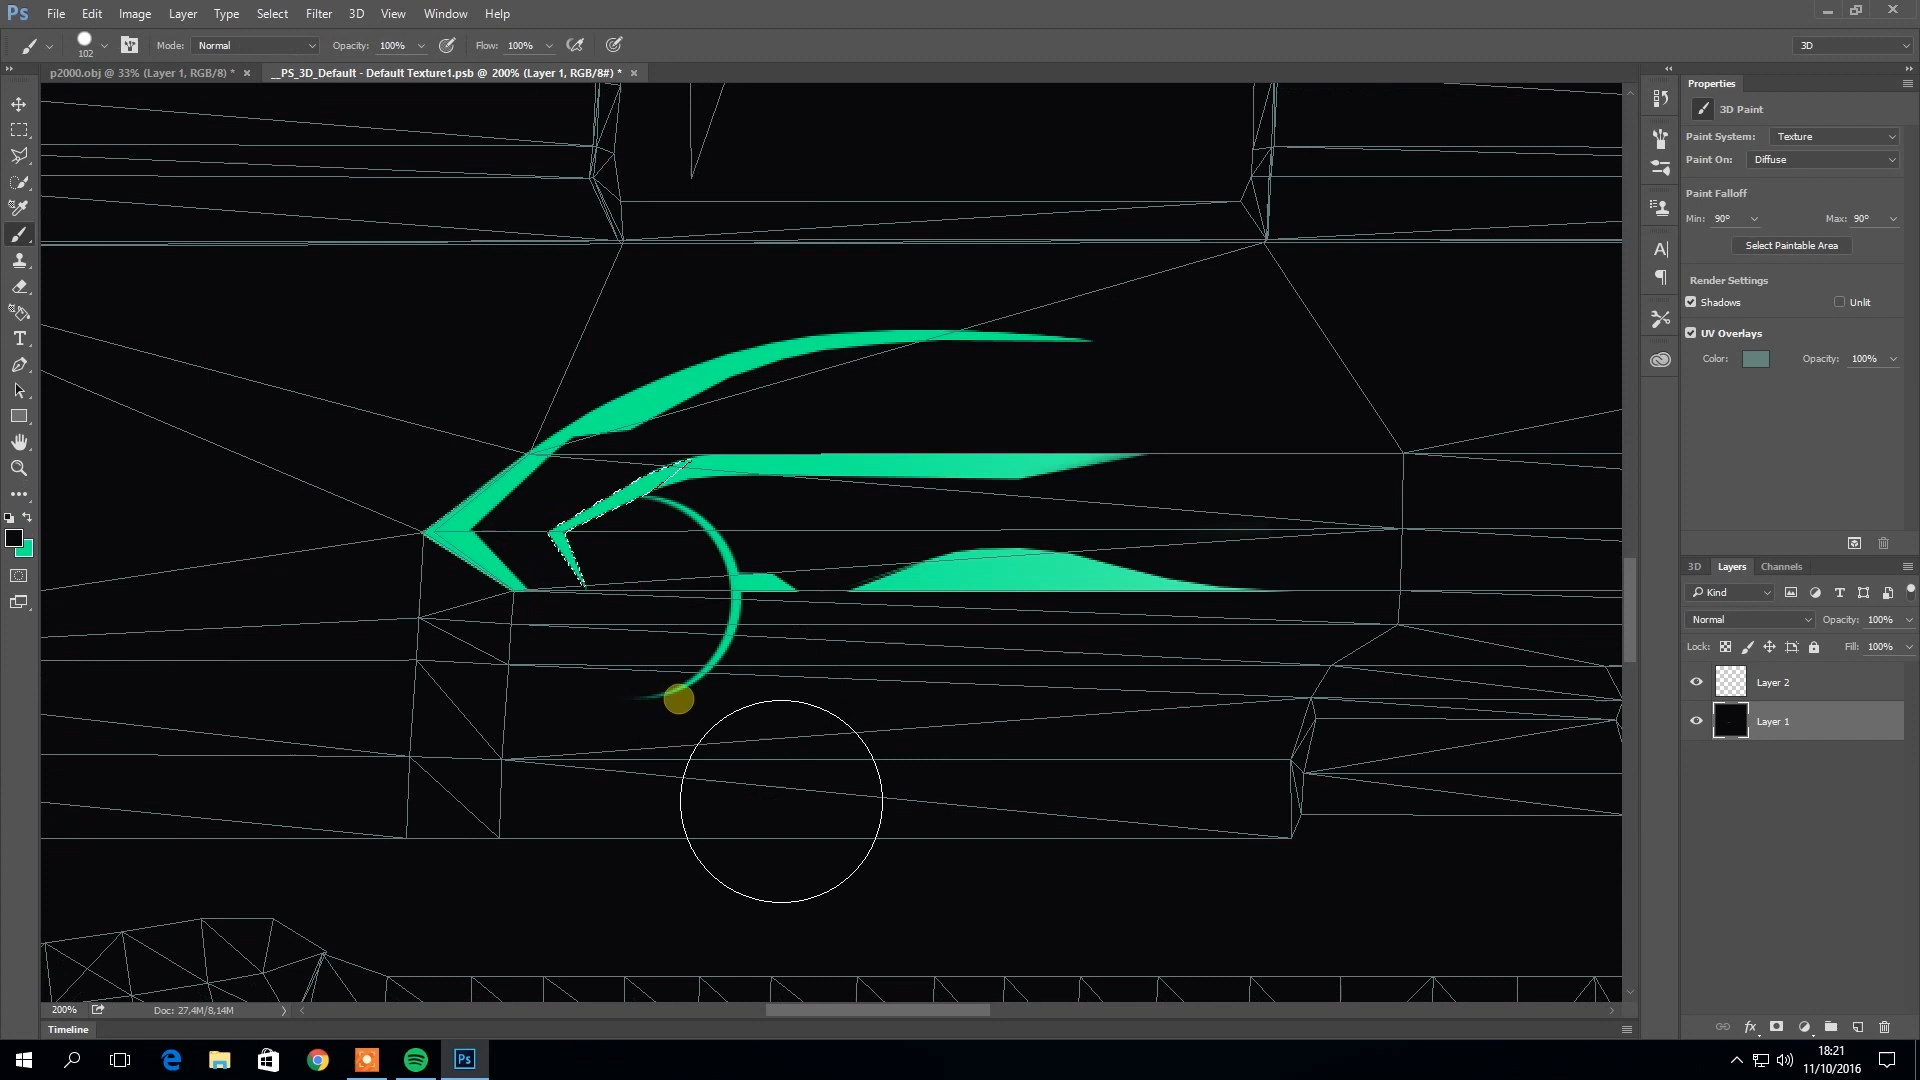 Ps File Edit Image Layer Type Select Filter 3D View Window Help
102 Mode: Normal Opacity: 100% Flow: 100% 3D
p2000.obj @ 33% (Layer 1, RGB/8) * × __PS_3D_Default - Default Texture1.psb @ 200% (Layer 1, RGB/8#) * ×
Properties
3D Paint
Paint System: Texture
Paint On: Diffuse
Paint Falloff
Min: 90º Max: 90º
Select Paintable Area
Render Settings
Shadows Unlit
UV Overlays
Color: Opacity: 100%
3D Layers Channels
Kind
Normal Opacity: 100%
Lock: Fill: 100%
Layer 2
Layer 1
200% Doc: 27,4M/8,14M
Timeline
Ps
18:21
11/10/2016